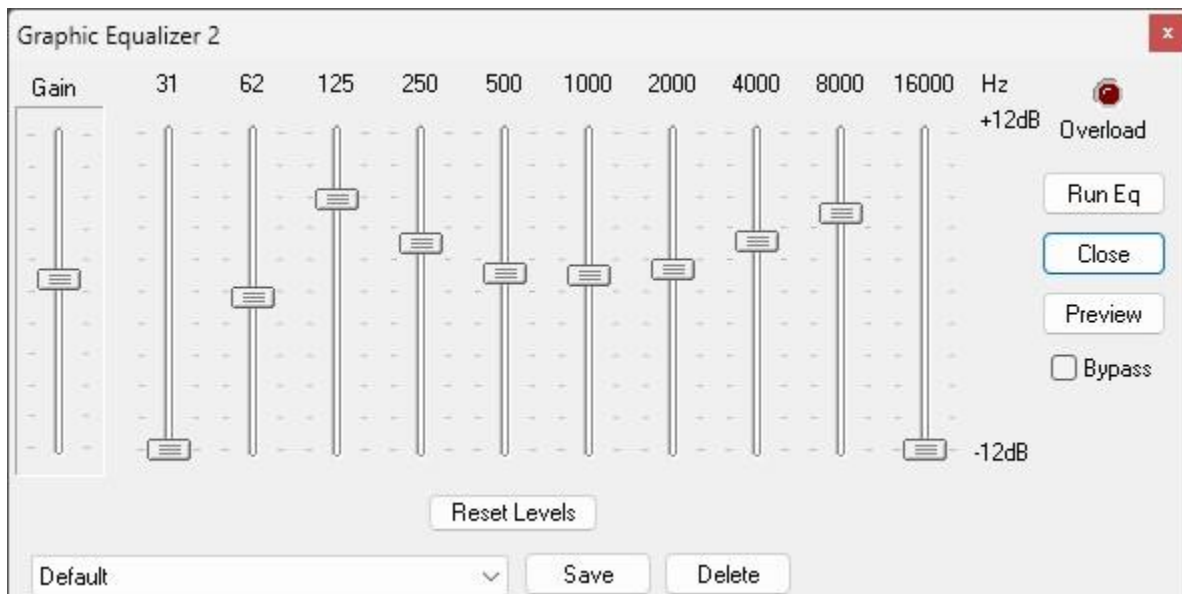 Graphic Equalizer 2 x
Gain 31 62 125 250 500 1000 2000 4000 8000 16000 Hz
+12dB
Overload
Run Eq
Close
Preview
Bypass
-12dB
Reset Levels
Default Save Delete